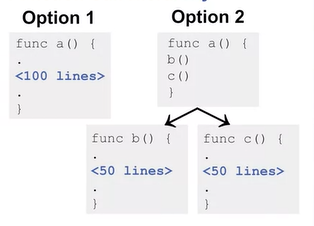 Option 1
func a() {
.
<100 lines>
.
}
Option 2
func a() {
b()
c()
}
func b() {
.
<50 lines>
.
}
func c() {
.
<50 lines>
.
}